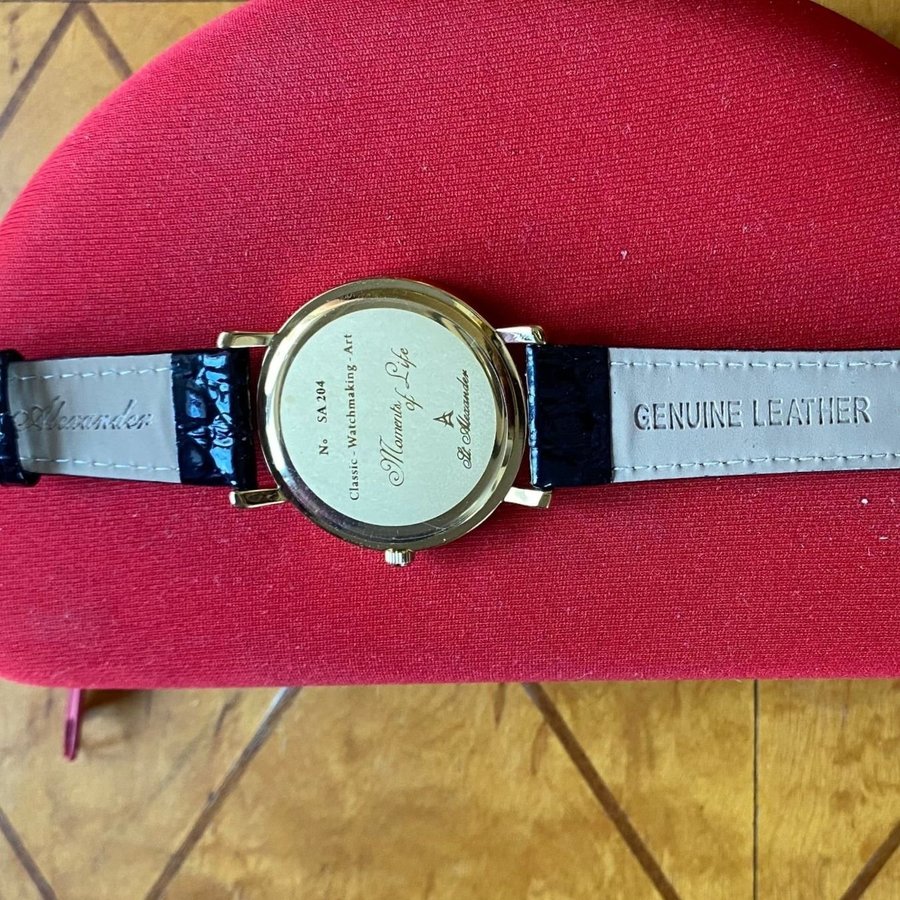 Alexander
No SA 204
Classic - Watchmaking - Art
Moments
of Life
St. Alexander
GENUINE LEATHER